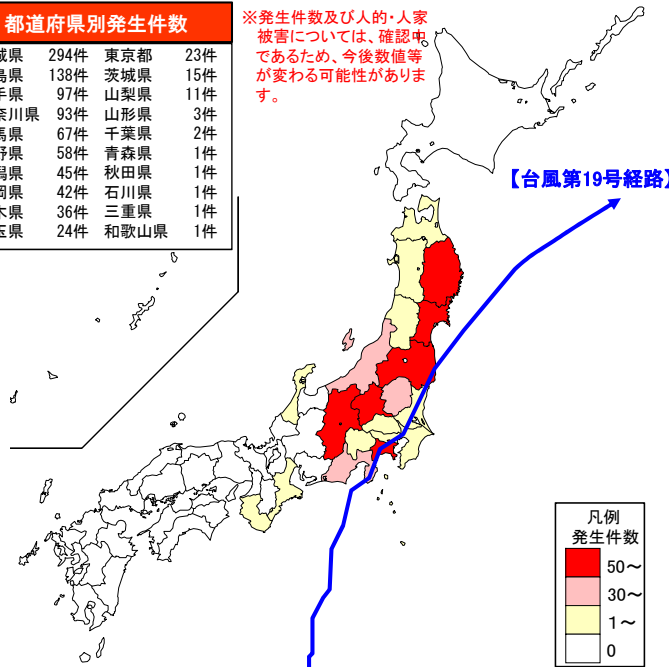 都道府県別発生件数
城県 294件 東京都 23件
島県 138件 茨城県 15件
手県 97件 山梨県 11件
奈川県 93件 山形県 3件
馬県 67件 千葉県 2件
野県 58件 青森県 1件
潟県 45件 秋田県 1件
岡県 42件 石川県 1件
木県 36件 三重県 1件
玉県 24件 和歌山県 1件
※発生件数及び人的・人家
被害については、確認中
であるため、今後数値等
が変わる可能性がありま
す。
【台風第19号経路】
凡例
発生件数
50～
30～
1～
0